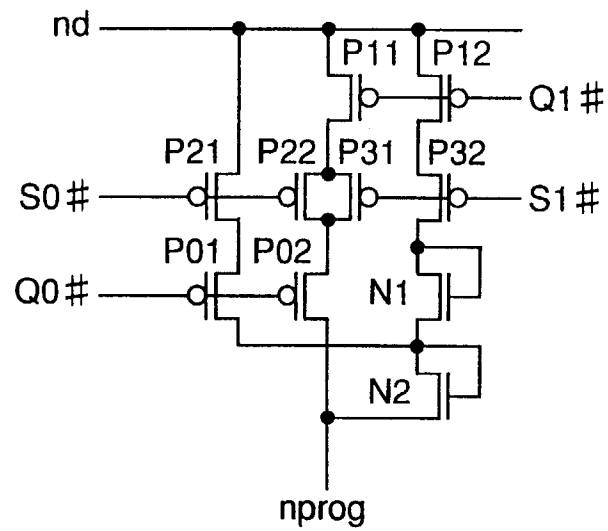 nd
P11 P12
Q1#
P21 P22 P31 P32
S0# S1#
P01 P02
Q0# N1
N2
nprog